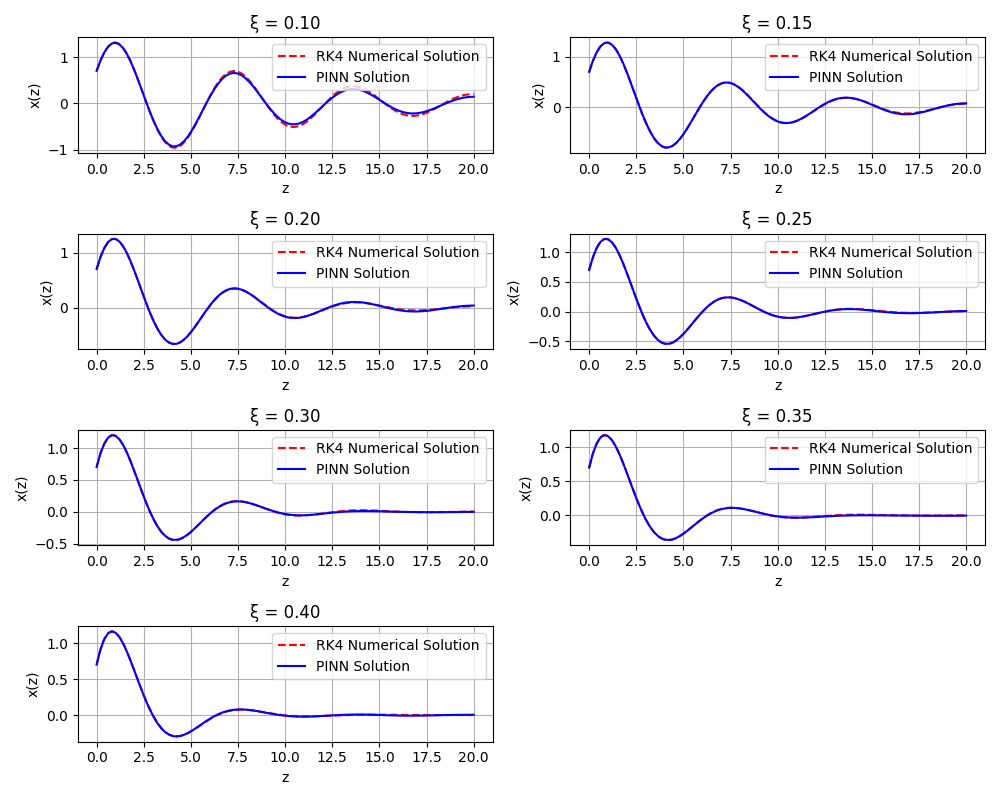 ξ = 0.10
1
0
−1
x(z)
RK4 Numerical Solution
PINN Solution
0.0 2.5 5.0 7.5 10.0 12.5 15.0 17.5 20.0
z
ξ = 0.15
1
0
x(z)
RK4 Numerical Solution
PINN Solution
0.0 2.5 5.0 7.5 10.0 12.5 15.0 17.5 20.0
z
ξ = 0.20
1
0
x(z)
RK4 Numerical Solution
PINN Solution
0.0 2.5 5.0 7.5 10.0 12.5 15.0 17.5 20.0
z
ξ = 0.25
1.0
0.5
0.0
−0.5
x(z)
RK4 Numerical Solution
PINN Solution
0.0 2.5 5.0 7.5 10.0 12.5 15.0 17.5 20.0
z
ξ = 0.30
1.0
0.5
0.0
−0.5
x(z)
RK4 Numerical Solution
PINN Solution
0.0 2.5 5.0 7.5 10.0 12.5 15.0 17.5 20.0
z
ξ = 0.35
1.0
0.5
0.0
x(z)
RK4 Numerical Solution
PINN Solution
0.0 2.5 5.0 7.5 10.0 12.5 15.0 17.5 20.0
z
ξ = 0.40
1.0
0.5
0.0
x(z)
RK4 Numerical Solution
PINN Solution
0.0 2.5 5.0 7.5 10.0 12.5 15.0 17.5 20.0
z